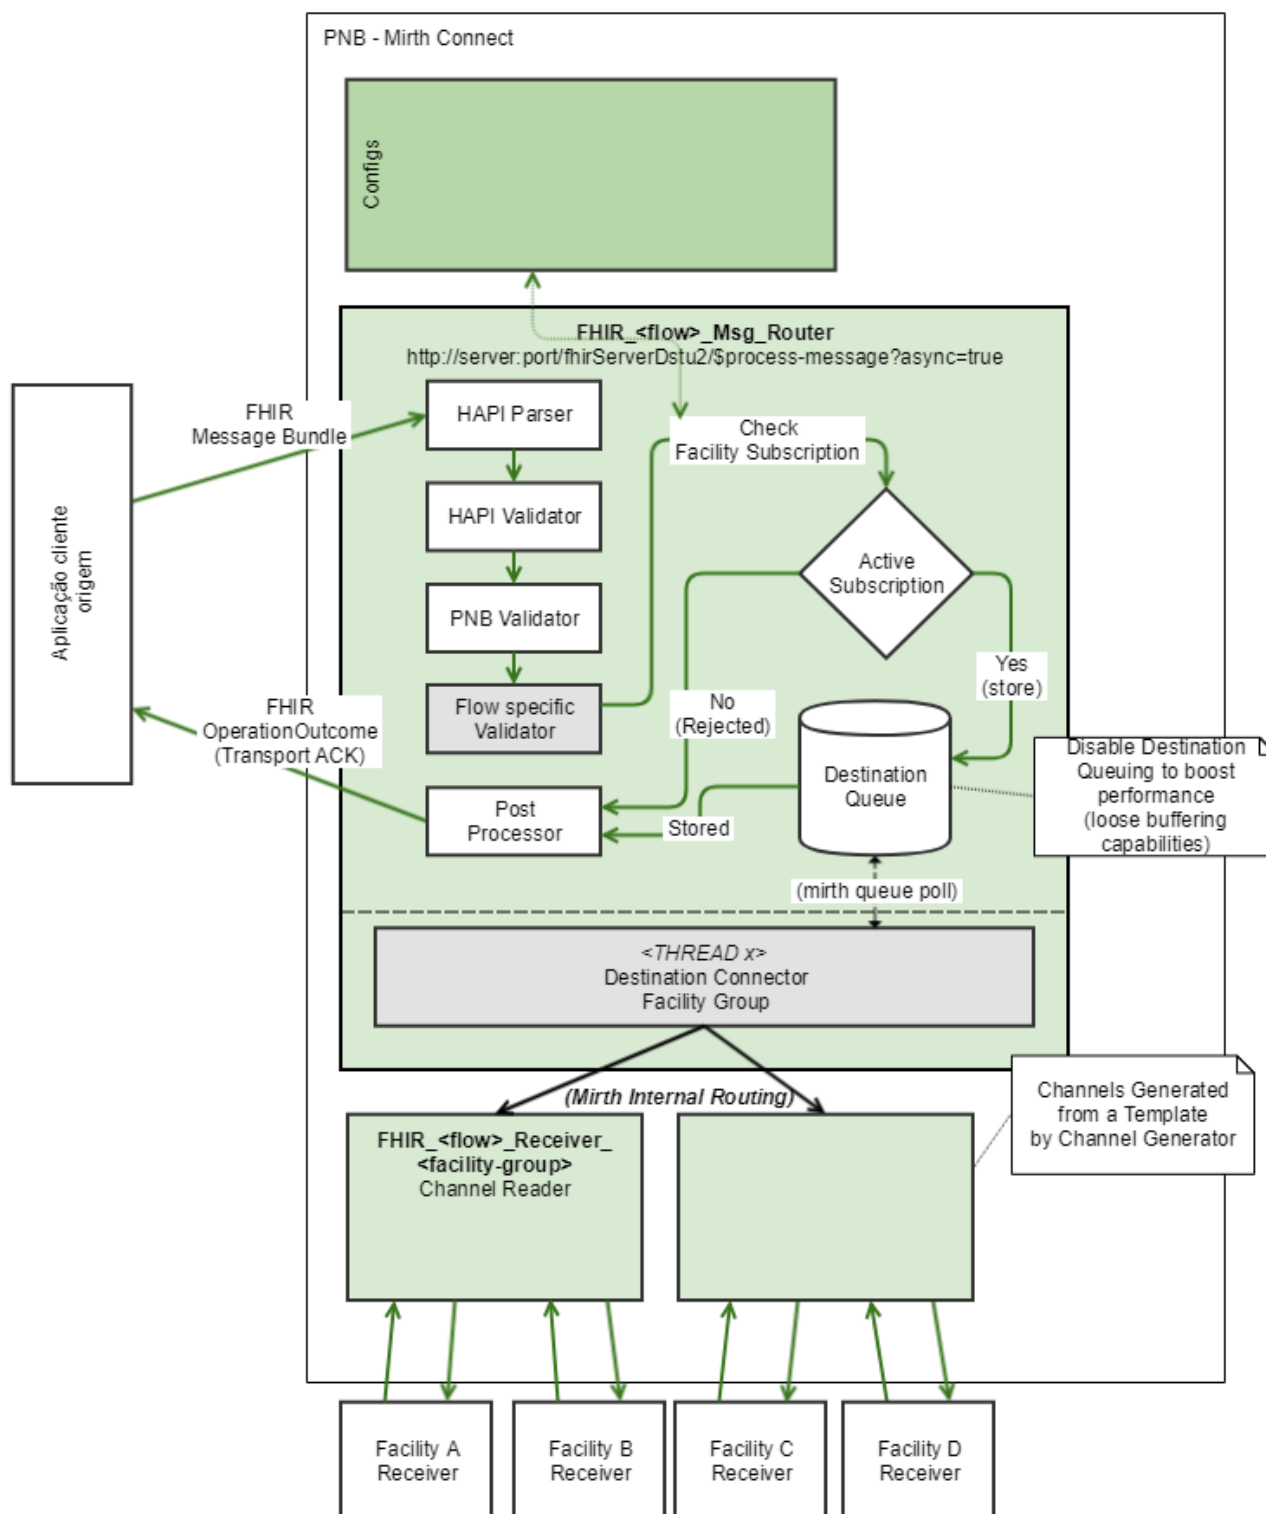 PNB - Mirth Connect
Configs
FHIR_<flow>_Msg_Router
http://server:port/fhirServerDstu2/$process-message?async=true
HAPI Parser
FHIR
Message Bundle
Check
Facility Subscription
HAPI Validator
Aplicação cliente
origem
Active
Subscription
PNB Validator
Yes
(store)
Flow specific
Validator
No
(Rejected)
FHIR
OperationOutcome
(Transport ACK)
Destination
Queue
Disable Destination
Queuing to boost
performance
(loose buffering
capabilities)
Post
Processor
Stored
(mirth queue poll)
<THREAD x>
Destination Connector
Facility Group
(Mirth Internal Routing)
Channels Generated
from a Template
by Channel Generator
FHIR_<flow>_Receiver_
<facility-group>
Channel Reader
Facility A
Receiver
Facility B
Receiver
Facility C
Receiver
Facility D
Receiver